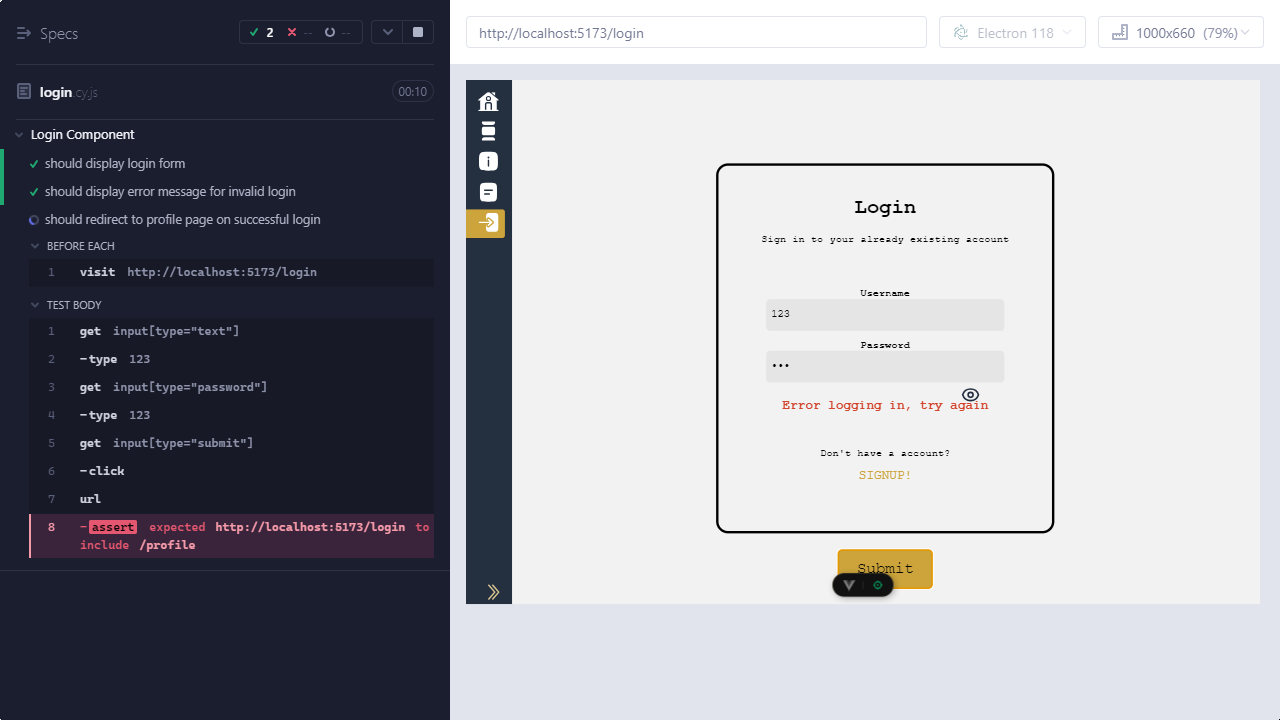 Specs
2
--
--
login.cy.js
00:10
Login Component
should display login form
should display error message for invalid login
should redirect to profile page on successful login
BEFORE EACH
1 visit http://localhost:5173/login
TEST BODY
1 get input[type="text"]
2 -type 123
3 get input[type="password"]
4 -type 123
5 get input[type="submit"]
6 -click
7 url
8 -assert expected http://localhost:5173/login to
include /profile
http://localhost:5173/login
Electron 118
1000x660 (79%)
Login
Sign in to your already existing account
Username
123
Password
•••
Error logging in, try again
Don't have a account?
SIGNUP!
Submit